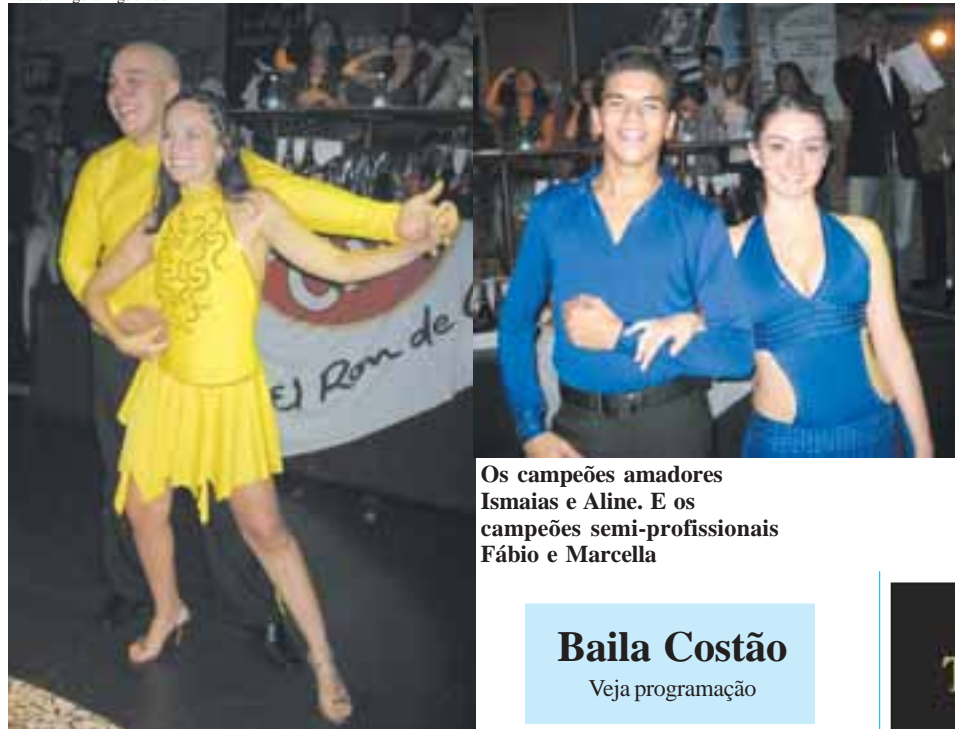 El Ron de
Os campeões amadores
Ismaias e Aline. E os
campeões semi-profissionais
Fábio e Marcella
Baila Costão
Veja programação
T